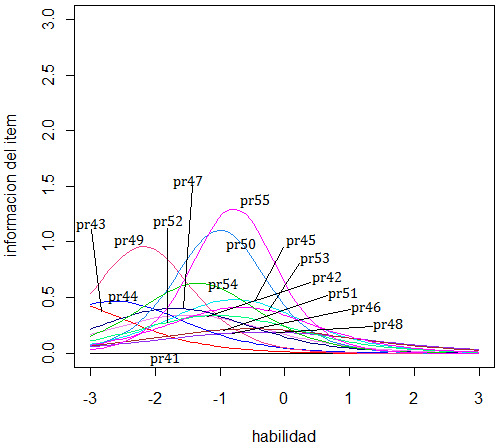 3.0
2.5
2.0
1.5
1.0
0.5
0.0
informacion del item
pr47
pr55
pr43
pr52
pr49
pr50
pr45
pr53
pr54
pr42
pr44
pr51
pr46
pr48
pr41
-3 -2 -1 0 1 2 3
habilidad